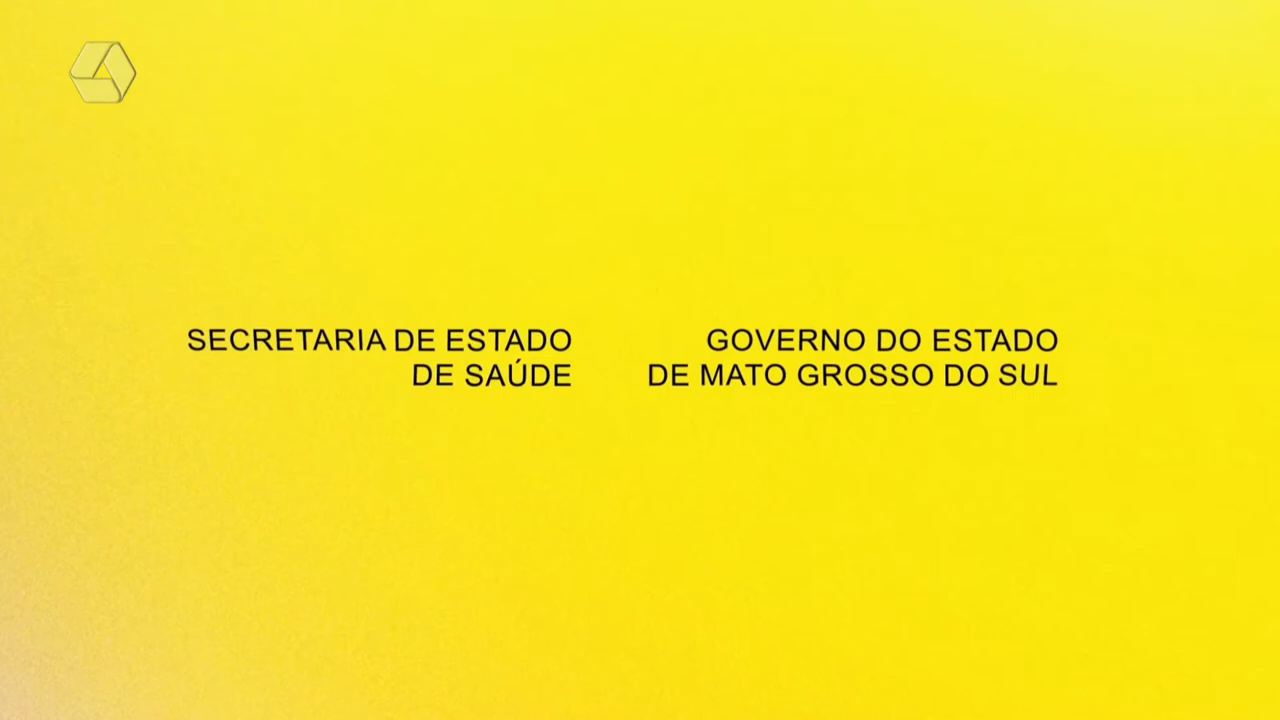 SECRETARIA DE ESTADO
DE SAÚDE
GOVERNO DO ESTADO
DE MATO GROSSO DO SUL